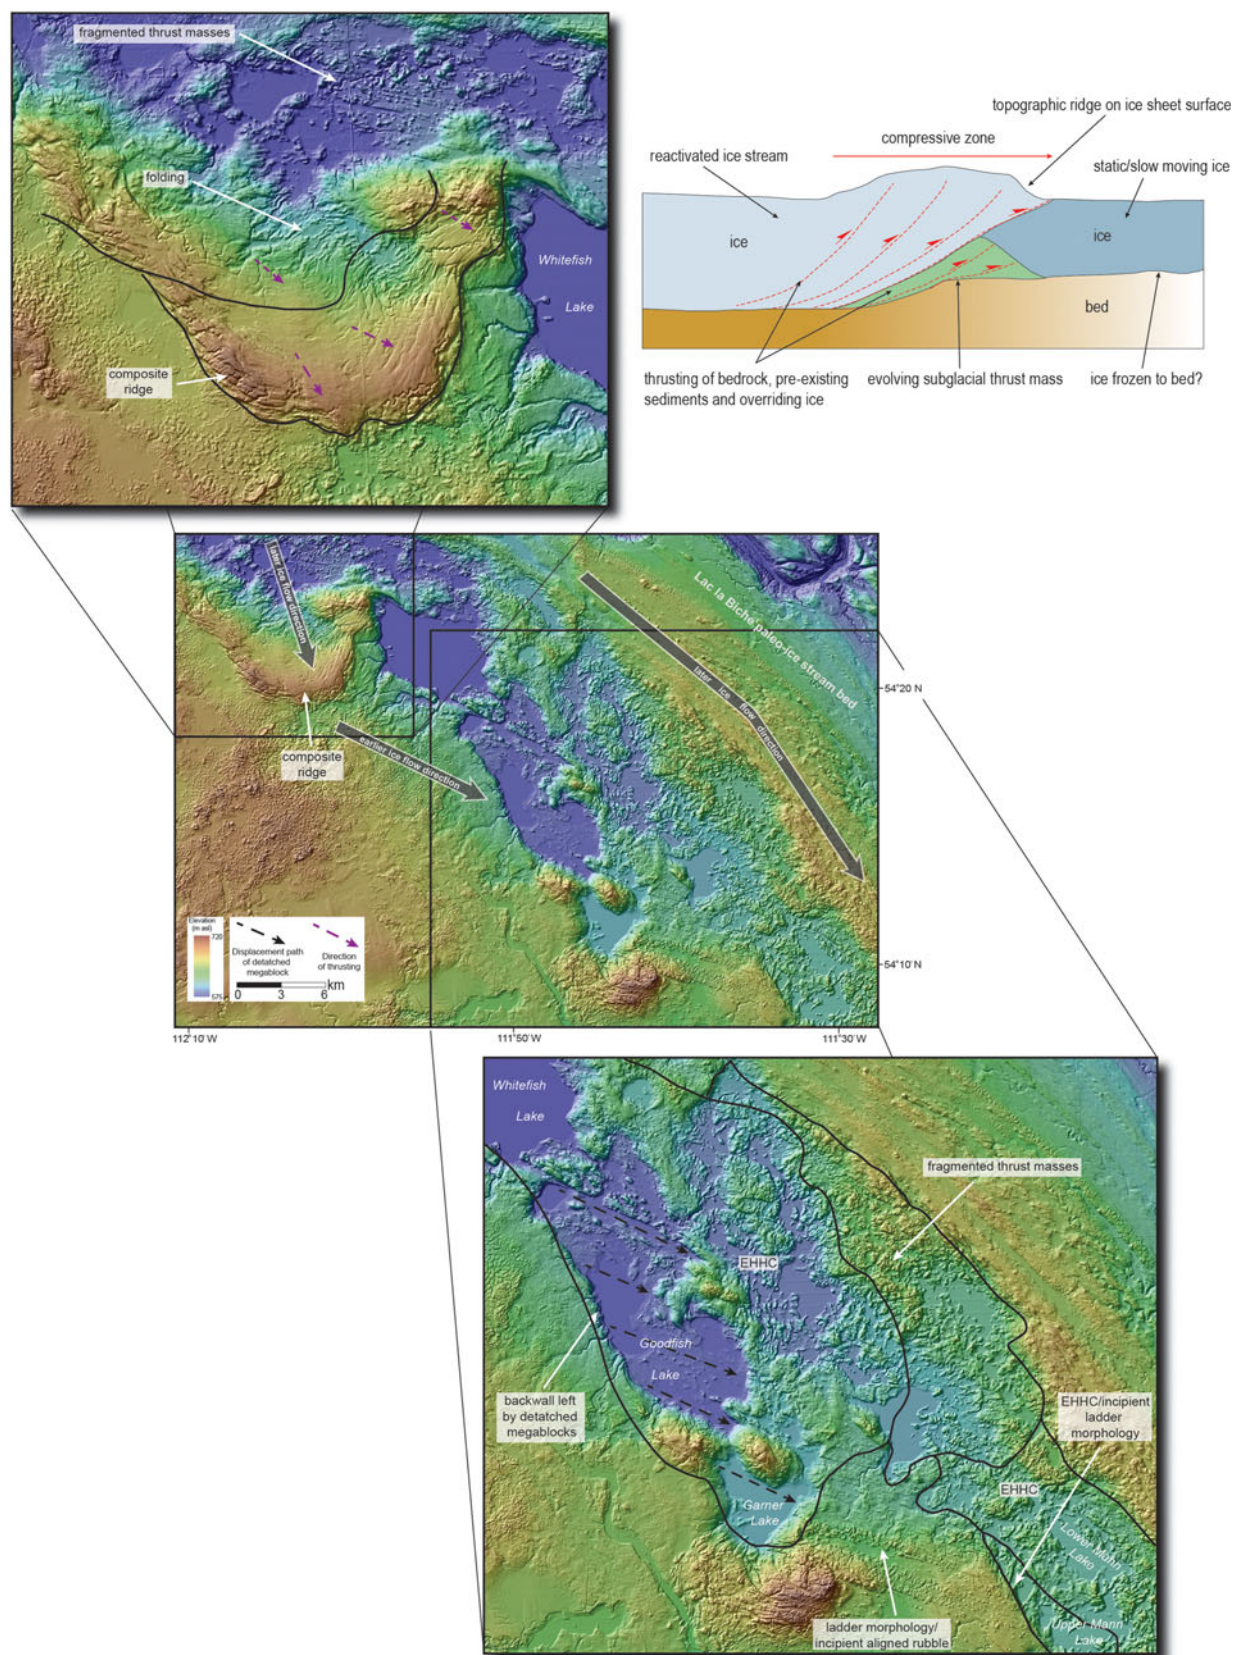 fragmented thrust masses
folding
Whitefish
Lake
composite
ridge
topographic ridge on ice sheet surface
compressive zone
reactivated ice stream
static/slow moving ice
ice
ice
bed
thrusting of bedrock, pre-existing
sediments and overriding ice
evolving subglacial thrust mass
ice frozen to bed?
later ice flow direction
Lac la Biche paleo-ice stream bed
later ice flow direction
54°20 N
composite
ridge
earlier ice flow direction
Elevation
(m asl)
720
575
Displacement path
of detatched
megablock
Direction
of thrusting
km
0 3 6
54°10' N
112°10' W
111°50' W
111°30' W
Whitefish
Lake
fragmented thrust masses
EHHC
Goodfish
Lake
backwall left
by detatched
megablocks
EHHC/incipient
ladder
morphology
EHHC
Garner
Lake
Lower Mann
Lake
Upper Mann
Lake
ladder morphology/
incipient aligned rubble